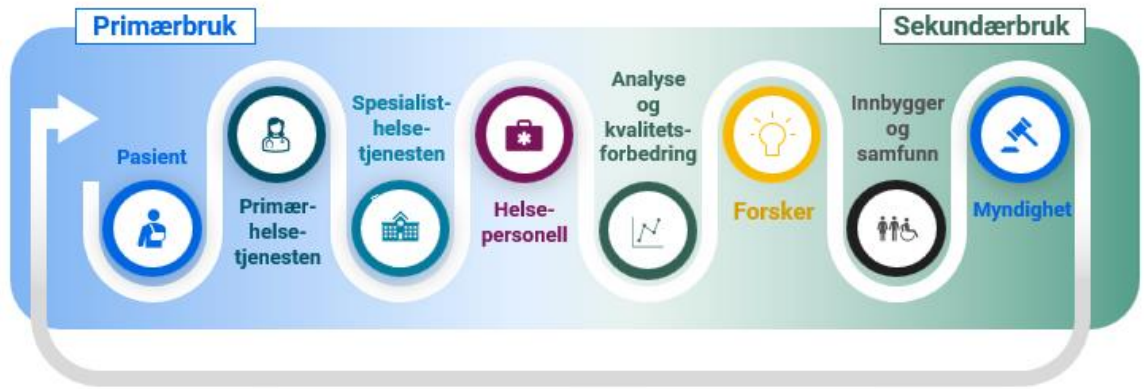 Primærbruk
Sekundærbruk
Pasient
Primær-
helse-
tjenesten
Spesialist-
helse-
tjenesten
Helse-
personell
Analyse
og
kvalitets-
forbedring
Forsker
Innbygger
og
samfunn
Myndighet